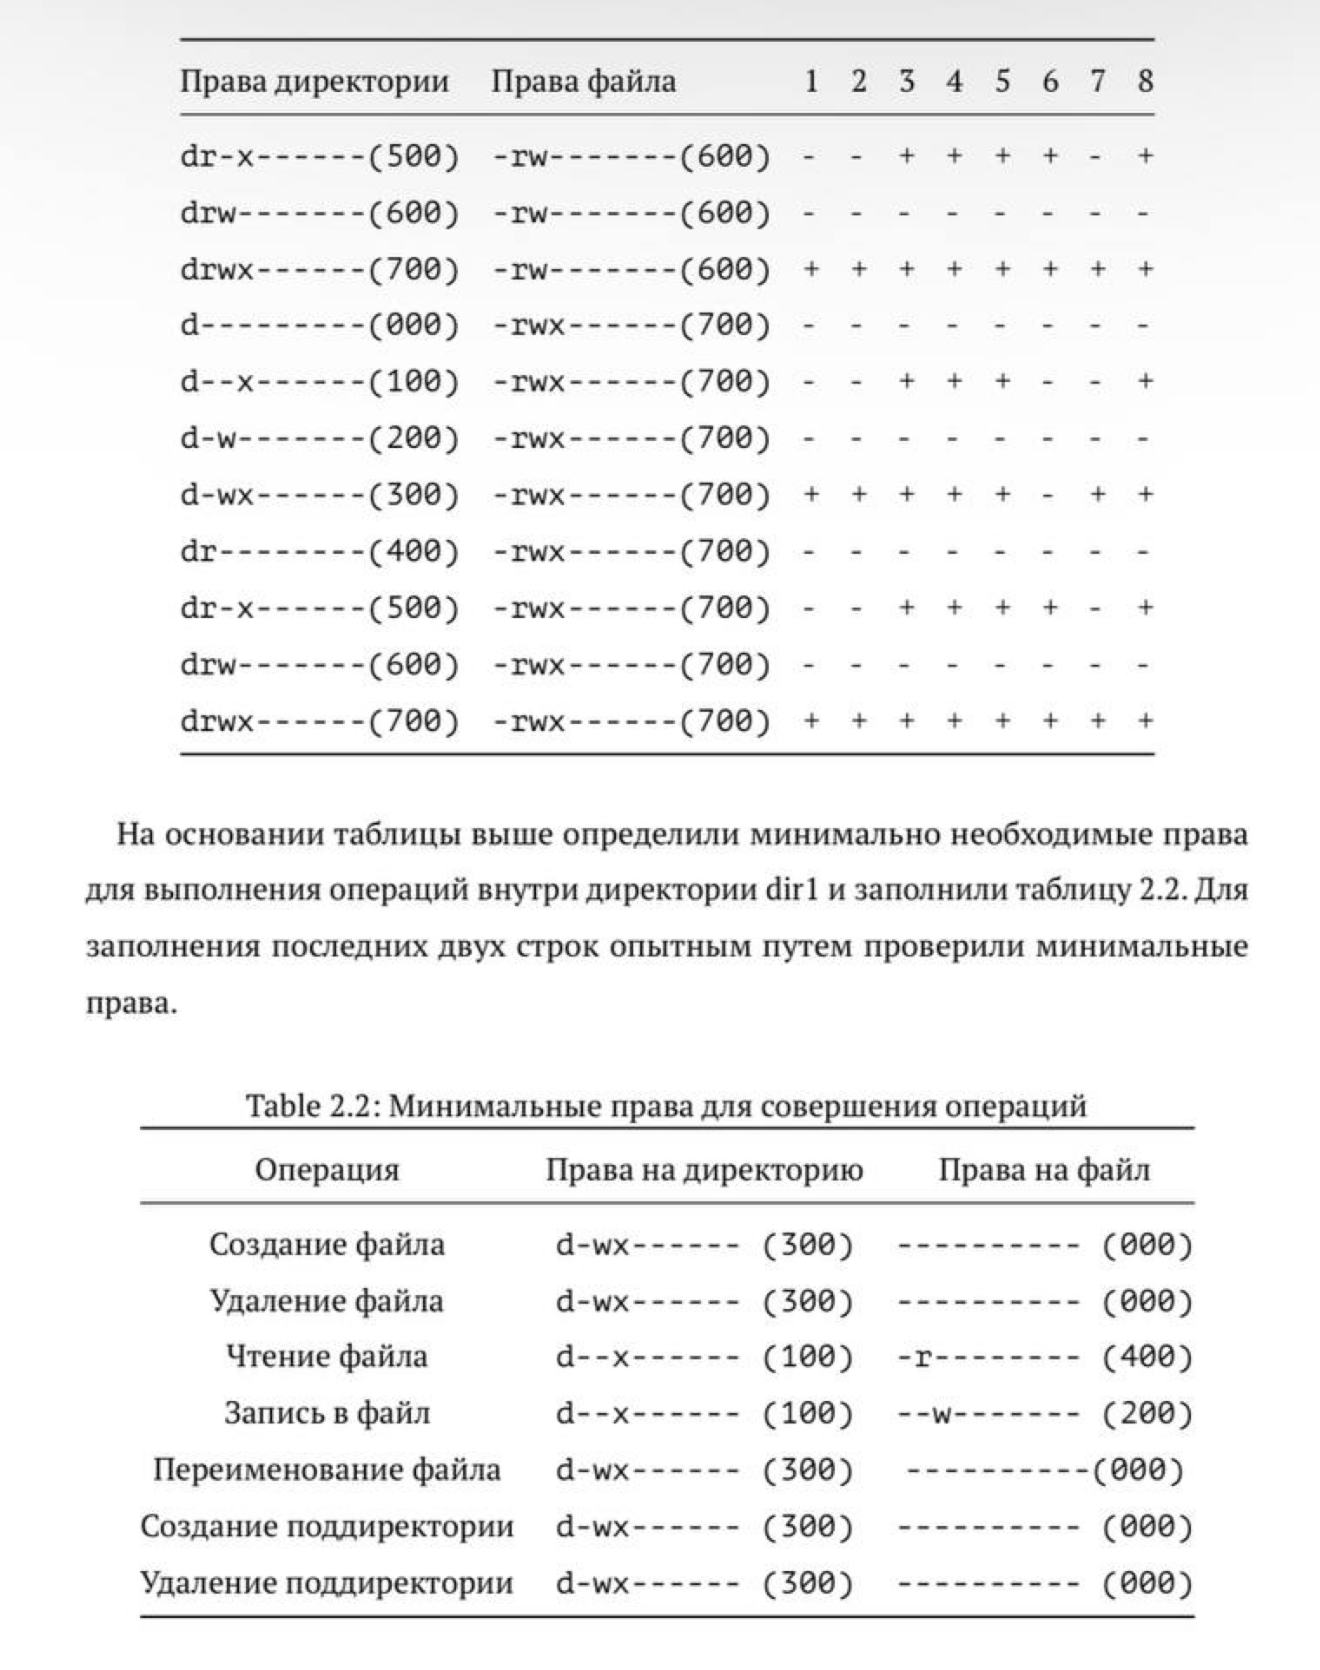 Права директории Права файла 1 2 3 4 5 6 7 8
dr-x------(500) -rw-------(600) - - + + + + - +
drw-------(600) -rw-------(600) - - - - - - - -
drwx------(700) -rw-------(600) + + + + + + + +
d---------(000) -rwx------(700) - - - - - - - -
d--x------(100) -rwx------(700) - - + + + - - +
d-w-------(200) -rwx------(700) - - - - - - - -
d-wx------(300) -rwx------(700) + + + + + - + +
dr--------(400) -rwx------(700) - - - - - - - -
dr-x------(500) -rwx------(700) - - + + + + - +
drw-------(600) -rwx------(700) - - - - - - - -
drwx------(700) -rwx------(700) + + + + + + + +
На основании таблицы выше определили минимально необходимые права
для выполнения операций внутри директории dir1 и заполнили таблицу 2.2. Для
заполнения последних двух строк опытным путем проверили минимальные
права.
Table 2.2: Минимальные права для совершения операций
Операция Права на директорию Права на файл
Создание файла d-wx------ (300) ---------- (000)
Удаление файла d-wx------ (300) ---------- (000)
Чтение файла d--x------ (100) -r-------- (400)
Запись в файл d--x------ (100) --w------- (200)
Переименование файла d-wx------ (300) ----------(000)
Создание поддиректории d-wx------ (300) ---------- (000)
Удаление поддиректории d-wx------ (300) ---------- (000)